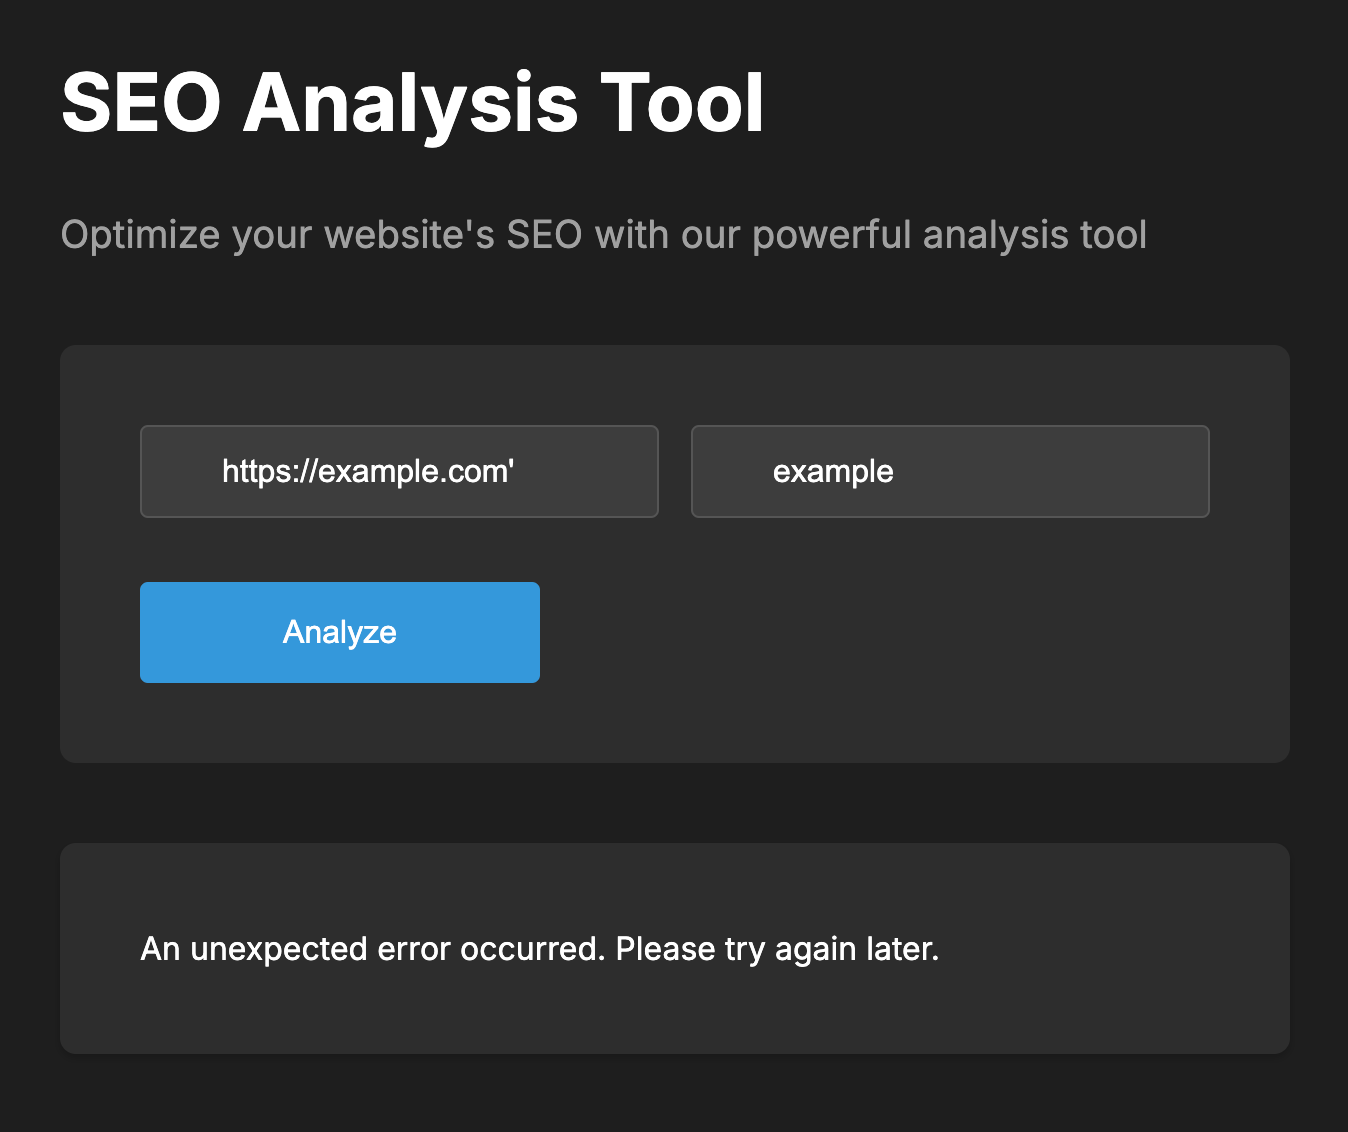 SEO Analysis Tool
Optimize your website's SEO with our powerful analysis tool
https://example.com'
example
Analyze
An unexpected error occurred. Please try again later.